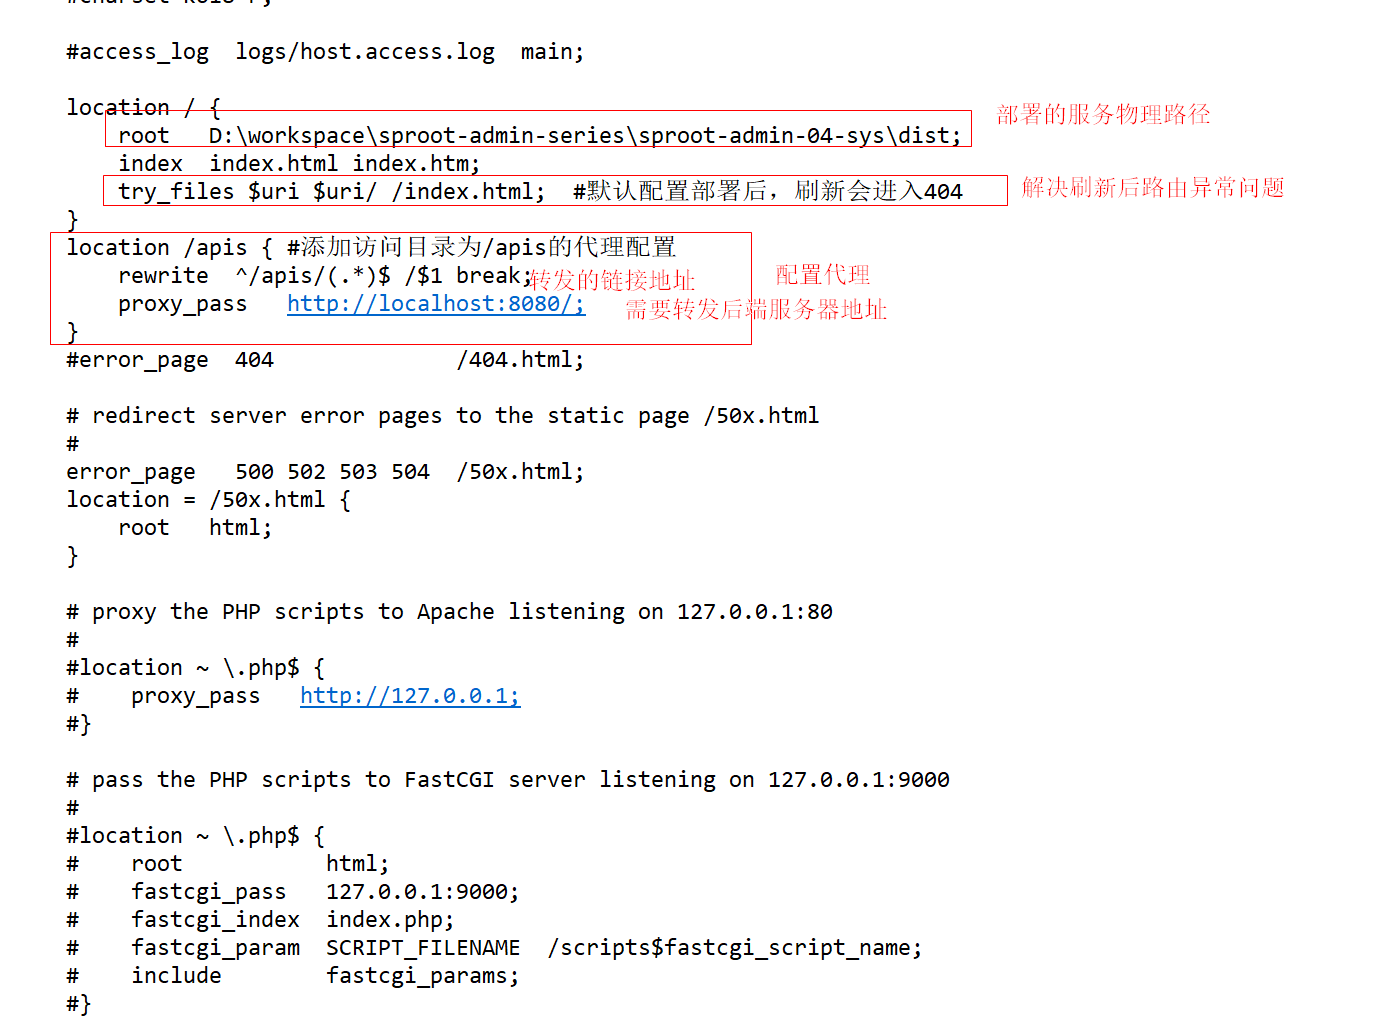 #access_log  logs/host.access.log  main;
location / {
部署的服务物理路径
root   D:\workspace\sproot-admin-series\sproot-admin-04-sys\dist;
index  index.html index.htm;
try_files $uri $uri/ /index.html;  #默认配置部署后，刷新会进入404
解决刷新后路由异常问题
}
location /apis { #添加访问目录为/apis的代理配置
rewrite  ^/apis/(.*)$ /$1 break;
转发的链接地址
配置代理
proxy_pass   http://localhost:8080/;
需要转发后端服务器地址
}
#error_page  404              /404.html;
# redirect server error pages to the static page /50x.html
#
error_page   500 502 503 504  /50x.html;
location = /50x.html {
root   html;
}
# proxy the PHP scripts to Apache listening on 127.0.0.1:80
#
#location ~ \.php$ {
#    proxy_pass   http://127.0.0.1;
#}
# pass the PHP scripts to FastCGI server listening on 127.0.0.1:9000
#
#location ~ \.php$ {
#    root           html;
#    fastcgi_pass   127.0.0.1:9000;
#    fastcgi_index  index.php;
#    fastcgi_param  SCRIPT_FILENAME  /scripts$fastcgi_script_name;
#    include        fastcgi_params;
#}